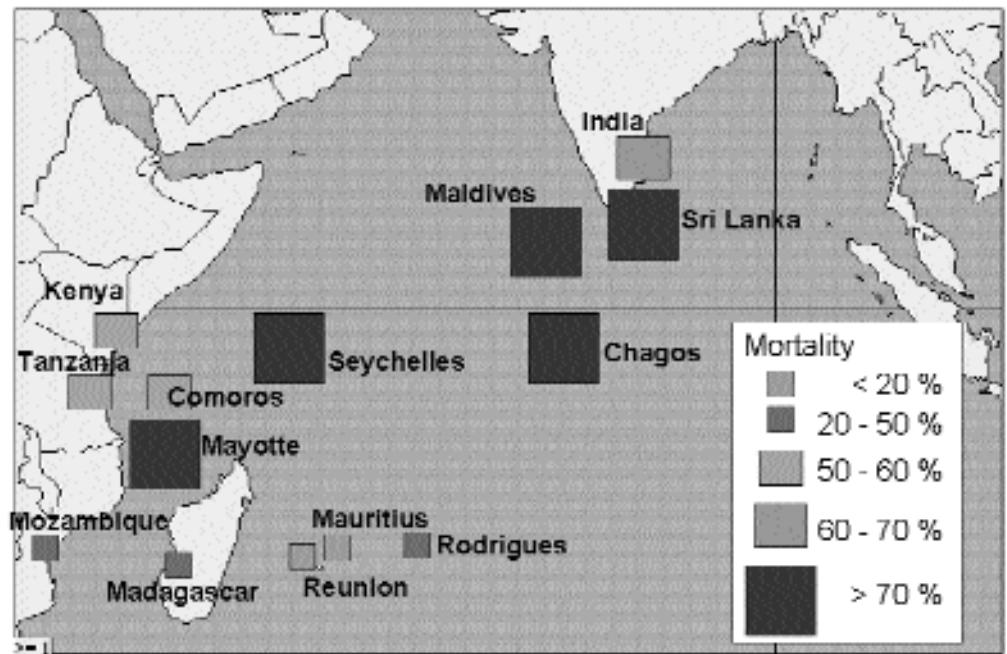 India
Maldives
Sri Lanka
Kenya
Tanzania
Seychelles
Chagos
Comoros
Mayotte
Mozambique
Mauritius
Rodrigues
Madagascar
Reunion
Mortality
< 20 %
20 - 50 %
50 - 60 %
60 - 70 %
> 70 %